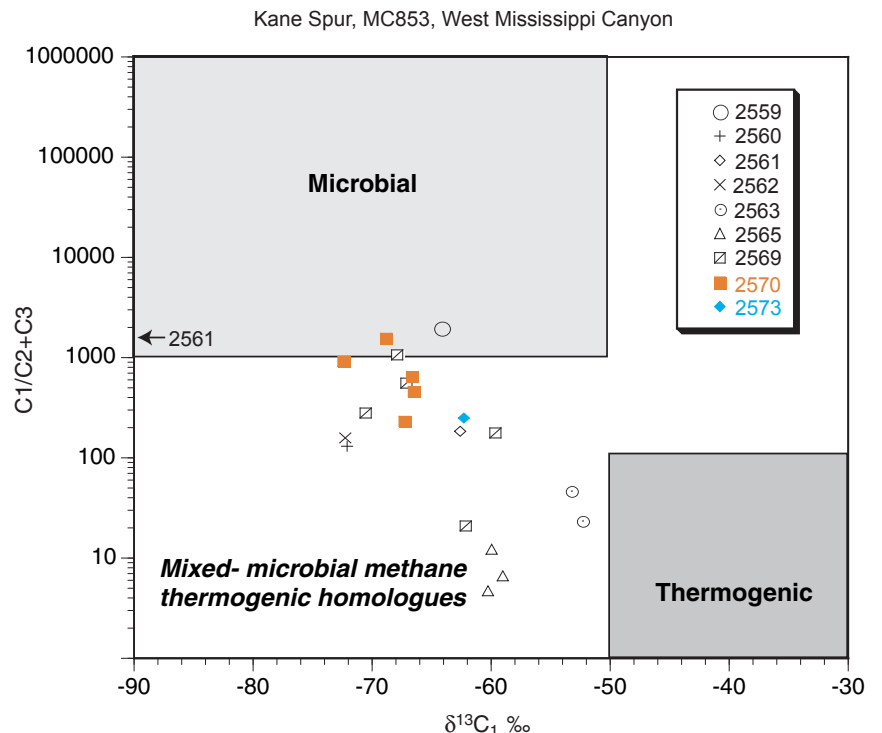 Kane Spur, MC853, West Mississippi Canyon
1000000
100000
10000
1000
100
10
C1/C2+C3
Microbial
2561
Mixed- microbial methane
thermogenic homologues
Thermogenic
2559
2560
2561
2562
2563
2565
2569
2570
2573
-90 -80 -70 -60 -50 -40 -30
δ¹³C₁ ‰